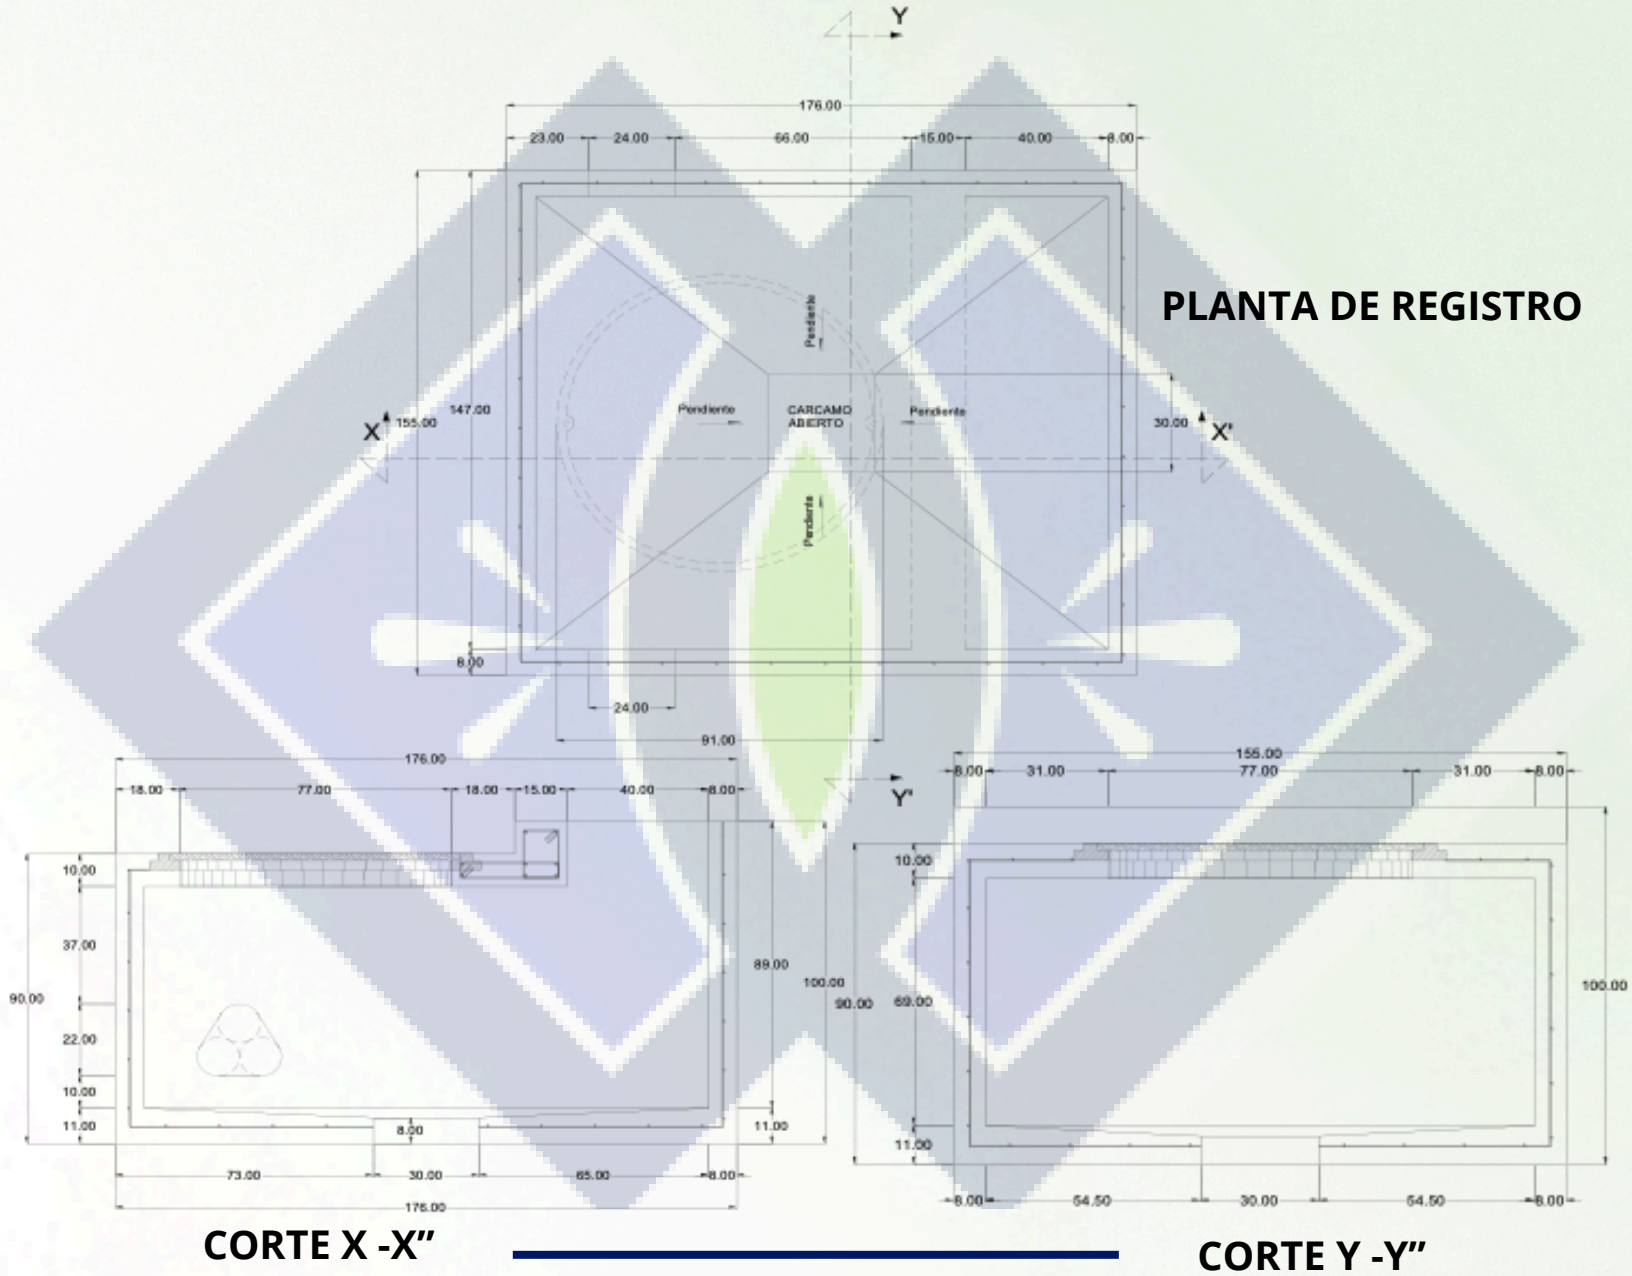 Y
176.00
23.00 24.00 66.00 15.00 40.00 8.00
PLANTA DE REGISTRO
Pendiente
147.00
155.00
X
Pendiente
CARCAMO
ABIERTO
Pendiente
30.00
X'
Pendiente
8.00
24.00
91.00
Y'
176.00
18.00 77.00 18.00 15.00 40.00 8.00
10.00
37.00
90.00
22.00
10.00
11.00
89.00
100.00
11.00
8.00
73.00 30.00 65.00 8.00
176.00
CORTE X -X”
155.00
8.00 31.00 77.00 31.00 8.00
10.00
90.00
69.00
100.00
11.00
8.00 54.50 30.00 54.50 8.00
CORTE Y -Y”